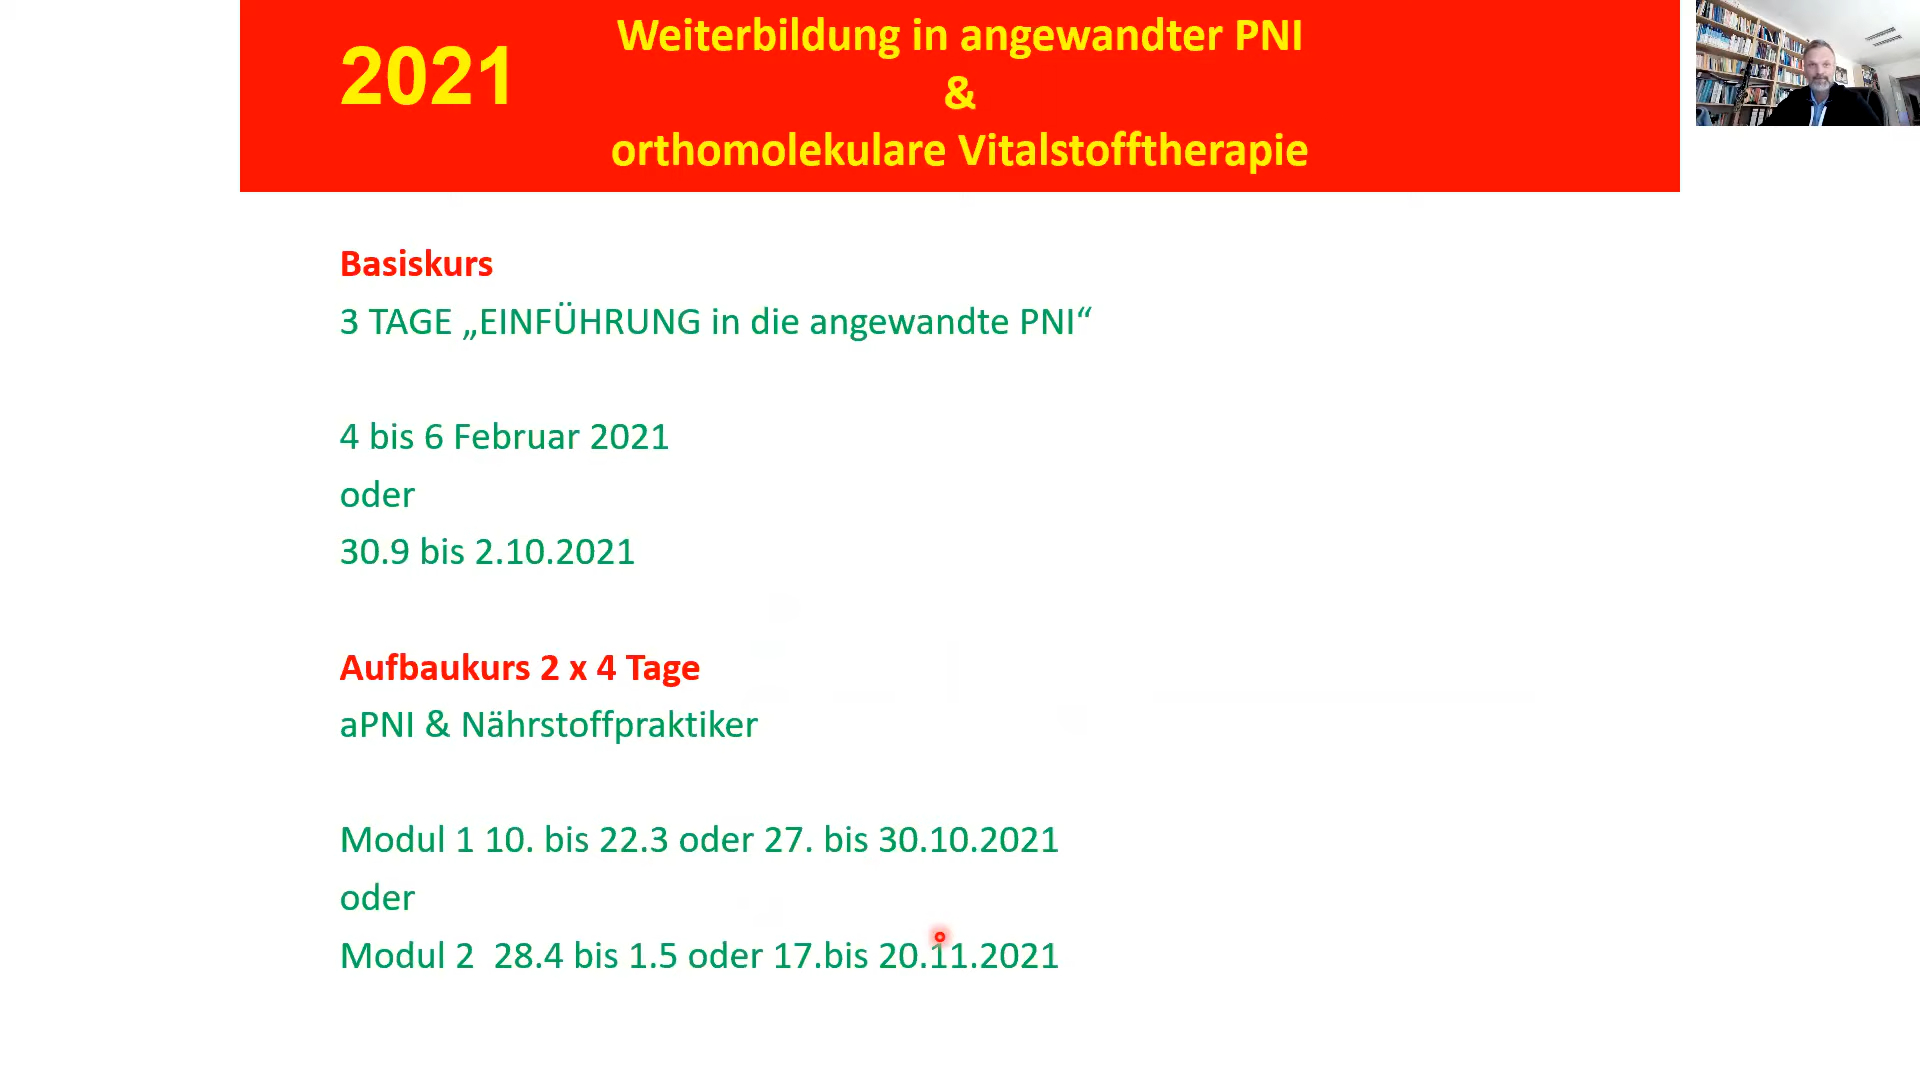 2021
Weiterbildung in angewandter PNI
&
orthomolekulare Vitalstofftherapie
Basiskurs
3 TAGE „EINFÜHRUNG in die angewandte PNI“
4 bis 6 Februar 2021
oder
30.9 bis 2.10.2021
Aufbaukurs 2 x 4 Tage
aPNI & Nährstoffpraktiker
Modul 1 10. bis 22.3 oder 27. bis 30.10.2021
oder
Modul 2  28.4 bis 1.5 oder 17.bis 20.11.2021